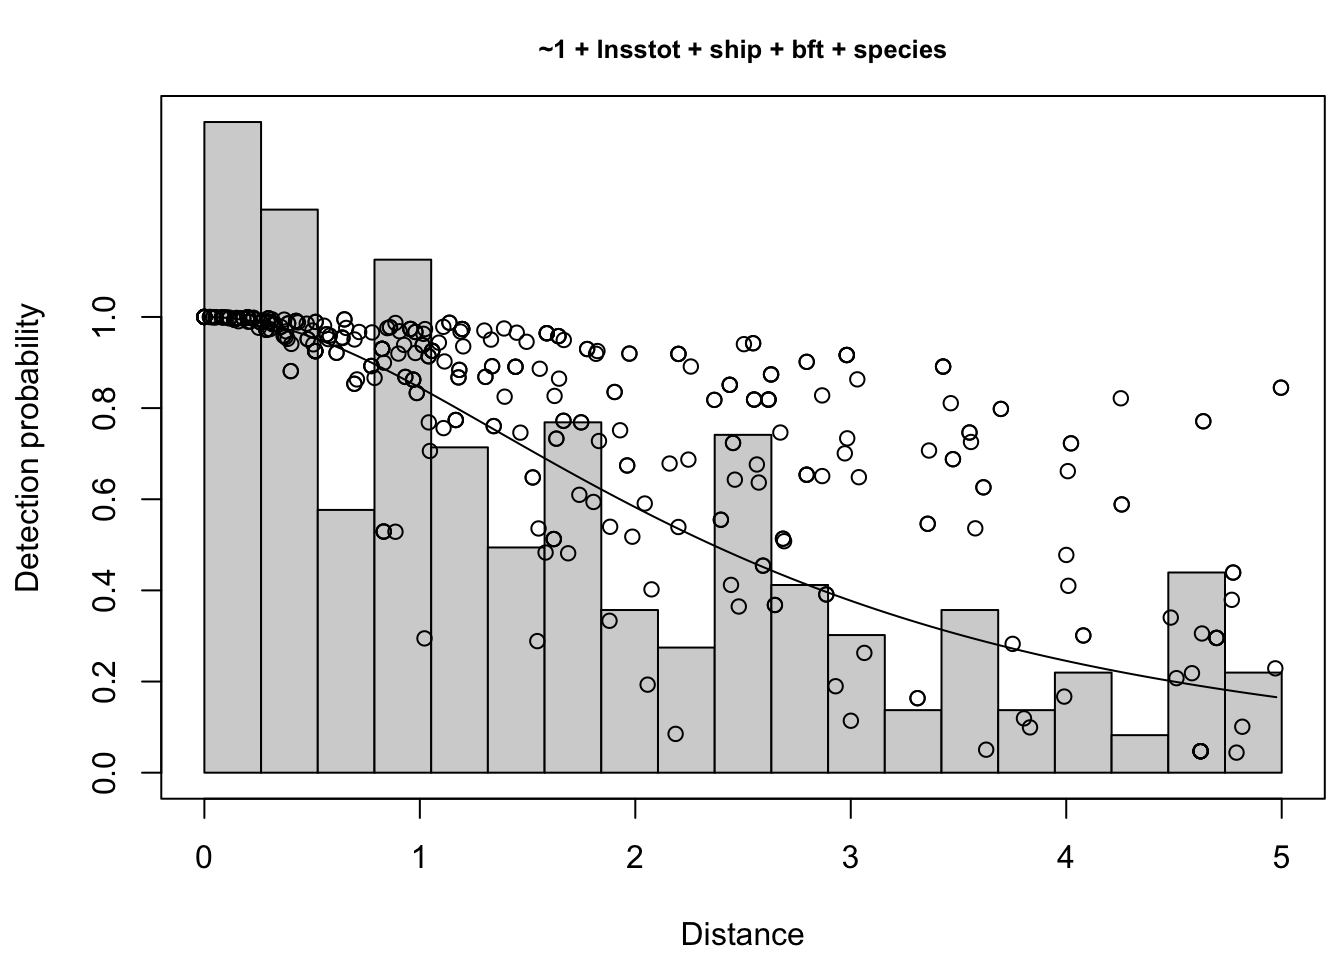 ~1 + lnsstot + ship + bft + species
Detection probability
1.0
0.8
0.6
0.4
0.2
0.0
0 1 2 3 4 5
Distance